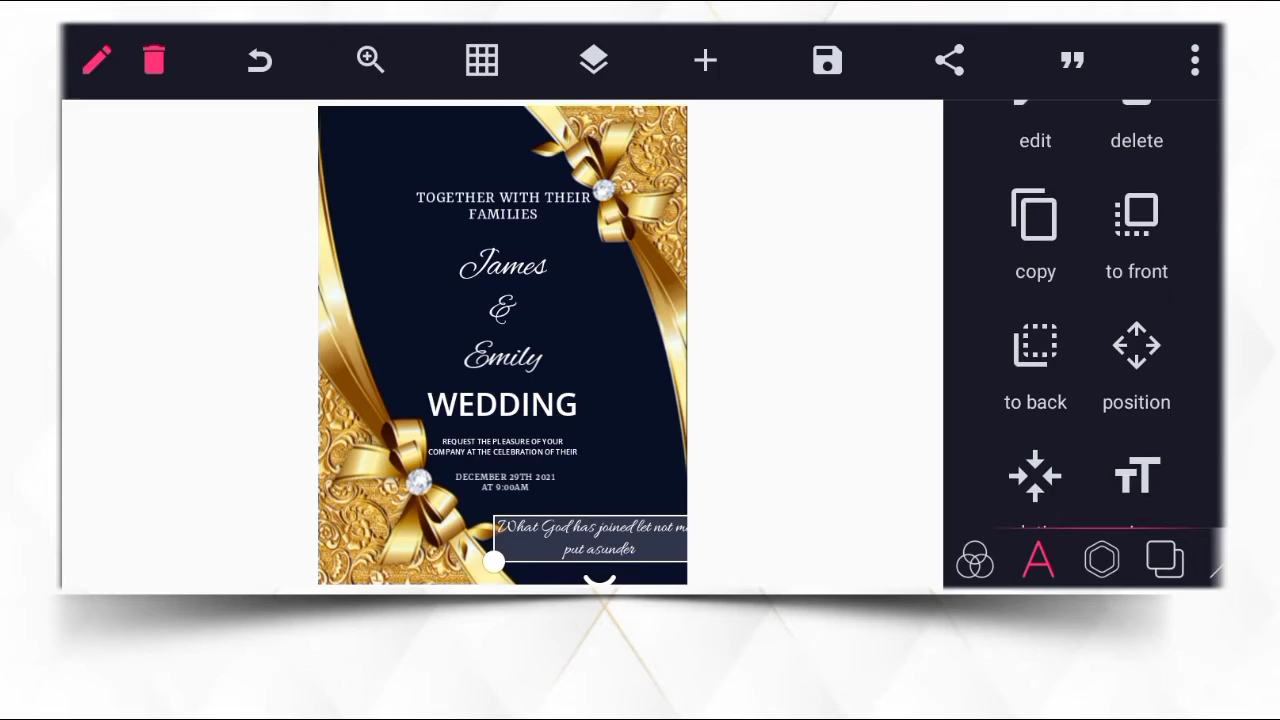 edit
delete
TOGETHER WITH THEIR
FAMILIES
James
&
Emily
WEDDING
REQUEST THE PLEASURE OF YOUR
COMPANY AT THE CELEBRATION OF THEIR
DECEMBER 29TH 2021
AT 9:00AM
What God has joined let not
put asunder
copy
to front
to back
position